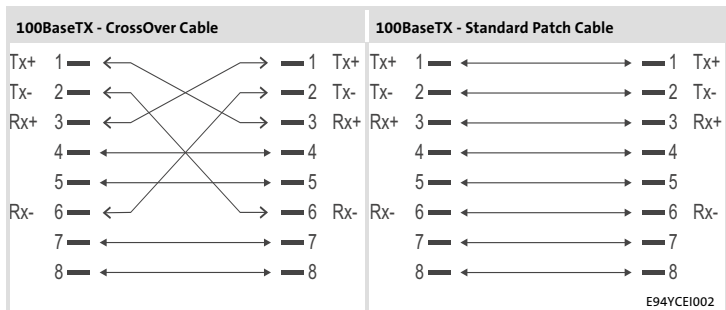 100BaseTX - CrossOver Cable 100BaseTX - Standard Patch Cable
Tx+ 1 1 Tx+ Tx+ 1 1 Tx+
Tx- 2 2 Tx- Tx- 2 2 Tx-
Rx+ 3 3 Rx+ Rx+ 3 3 Rx+
4 4 4 4
5 5 5 5
Rx- 6 6 Rx- Rx- 6 6 Rx-
7 7 7 7
8 8 8 8
E94YCEI002